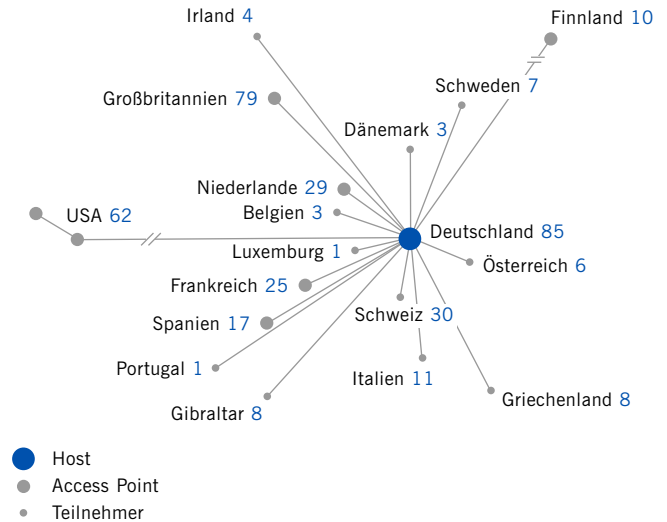 Irland 4
Finnland 10
Großbritannien 79
Schweden 7
Dänemark 3
Niederlande 29
Belgien 3
USA 62
Deutschland 85
Luxemburg 1
Österreich 6
Frankreich 25
Schweiz 30
Spanien 17
Portugal 1
Italien 11
Griechenland 8
Gibraltar 8
Host
Access Point
Teilnehmer